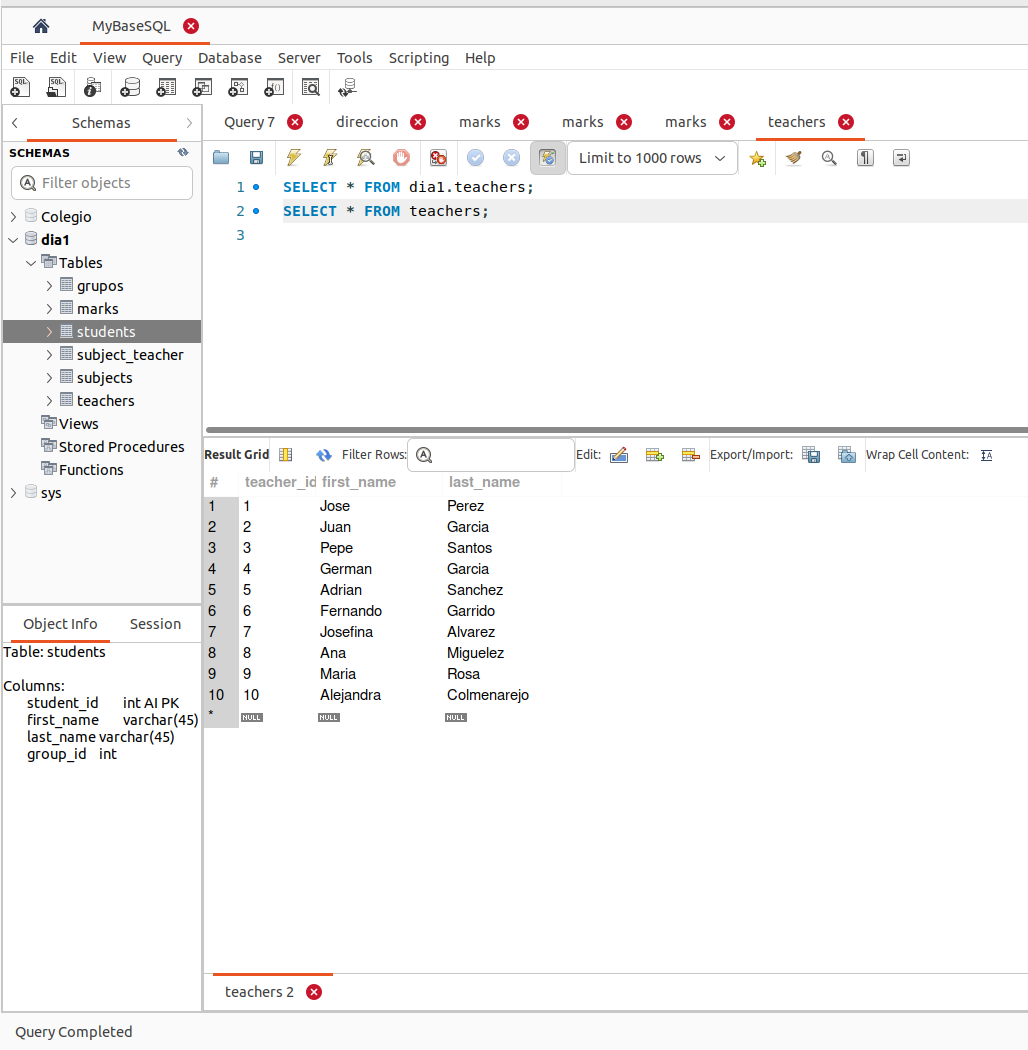 MyBaseSQL
File Edit View Query Database Server Tools Scripting Help
Schemas
SCHEMAS
Filter objects
Colegio
dia1
Tables
grupos
marks
students
subject_teacher
subjects
teachers
Views
Stored Procedures
Functions
sys
Object Info Session
Table: students
Columns:
student_id int AI PK
first_name varchar(45)
last_name varchar(45)
group_id int
Query 7 direccion marks marks marks teachers
Limit to 1000 rows
1 SELECT * FROM dia1.teachers;
2 SELECT * FROM teachers;
3
Result Grid Filter Rows: Edit: Export/Import: Wrap Cell Content:
# teacher_id first_name last_name
1 1 Jose Perez
2 2 Juan Garcia
3 3 Pepe Santos
4 4 German Garcia
5 5 Adrian Sanchez
6 6 Fernando Garrido
7 7 Josefina Alvarez
8 8 Ana Miguelez
9 9 Maria Rosa
10 10 Alejandra Colmenarejo
* NULL NULL NULL
teachers 2
Query Completed